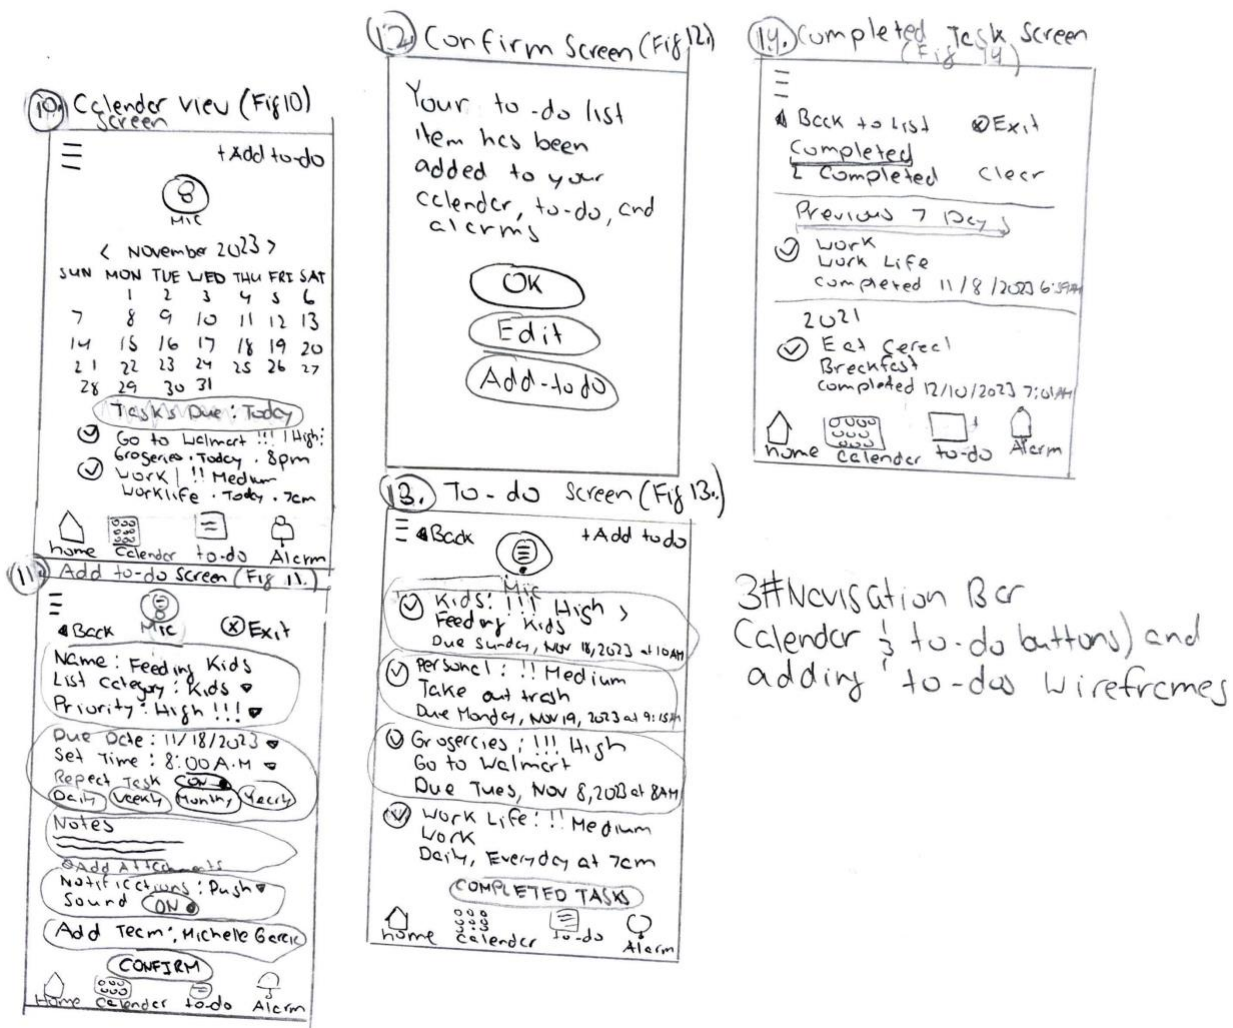 10. Calender View (Fig 10)
Screen
+Add to-do
Mic
< November 2023 >
SUN MON TUE WED THU FRI SAT
1 2 3 4 5 6
7 8 9 10 11 12 13
14 15 16 17 18 19 20
21 22 23 24 25 26 27
28 29 30 31
Tasks Due: Today
Go to Walmart !!! High:
Grogeries · Today · 8pm
Work | !! Medium
Worklife · Today · 7am
home Calender to-do Alarm
11. Add to-do Screen (Fig 11.)
Back Mic Exit
Name: Feeding Kids
List Category: Kids
Priority: High !!!
Due Date: 11/18/2023
Set Time: 8:00 A.M
Repeat Task ON
Daily Weekly Monthly Yearly
Notes
Add Attachments
Notifications: Push
Sound ON
Add Team: Michelle Garcia
CONFIRM
Home Calender to-do Alarm
12. Confirm Screen (Fig 12.)
Your to-do list
item has been
added to your
calender, to-do, and
alarms
OK
Edit
Add-to do
13. To-do Screen (Fig 13.)
Back +Add to do
Mic
Kids: !!! High >
Feeding Kids
Due Sunday, Nov 18, 2023 at 10AM
Personal: !! Medium
Take out trash
Due Monday, Nov 19, 2023 at 9:15
Grogercies: !!! High
Go to Walmart
Due Tues, Nov 8, 2023 at 8AM
Work Life: !! Medium
Work
Daily, Everyday at 7am
COMPLETED TASKS
home Calender to-do Alarm
14. Completed Task Screen
(Fig 14)
Back to List Exit
Completed
2 Completed Clear
Previous 7 Days
Work
Work Life
Completed 11/8/2023 6:59AM
2021
Eat Cereal
Breakfast
Completed 12/10/2023 7:01AM
home Calender to-do Alarm
3#Navigation Bar
Calender & to-do buttons) and
adding to-dos Wireframes